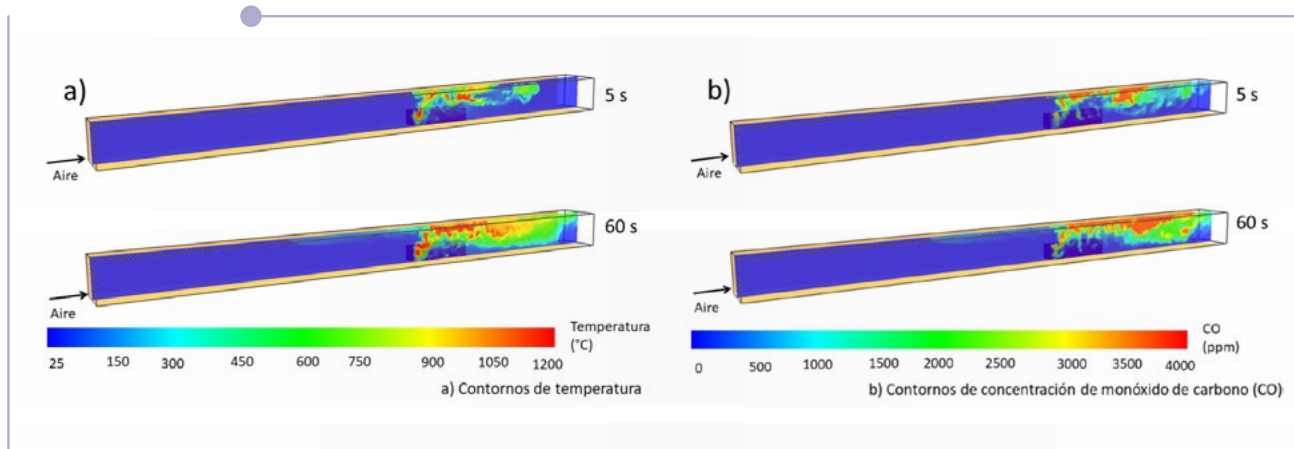 a)
5 s
Aire
60 s
Aire
Temperatura
(°C)
25 150 300 450 600 750 900 1050 1200
a) Contornos de temperatura
b)
5 s
Aire
60 s
Aire
CO
(ppm)
0 500 1000 1500 2000 2500 3000 3500 4000
b) Contornos de concentración de monóxido de carbono (CO)